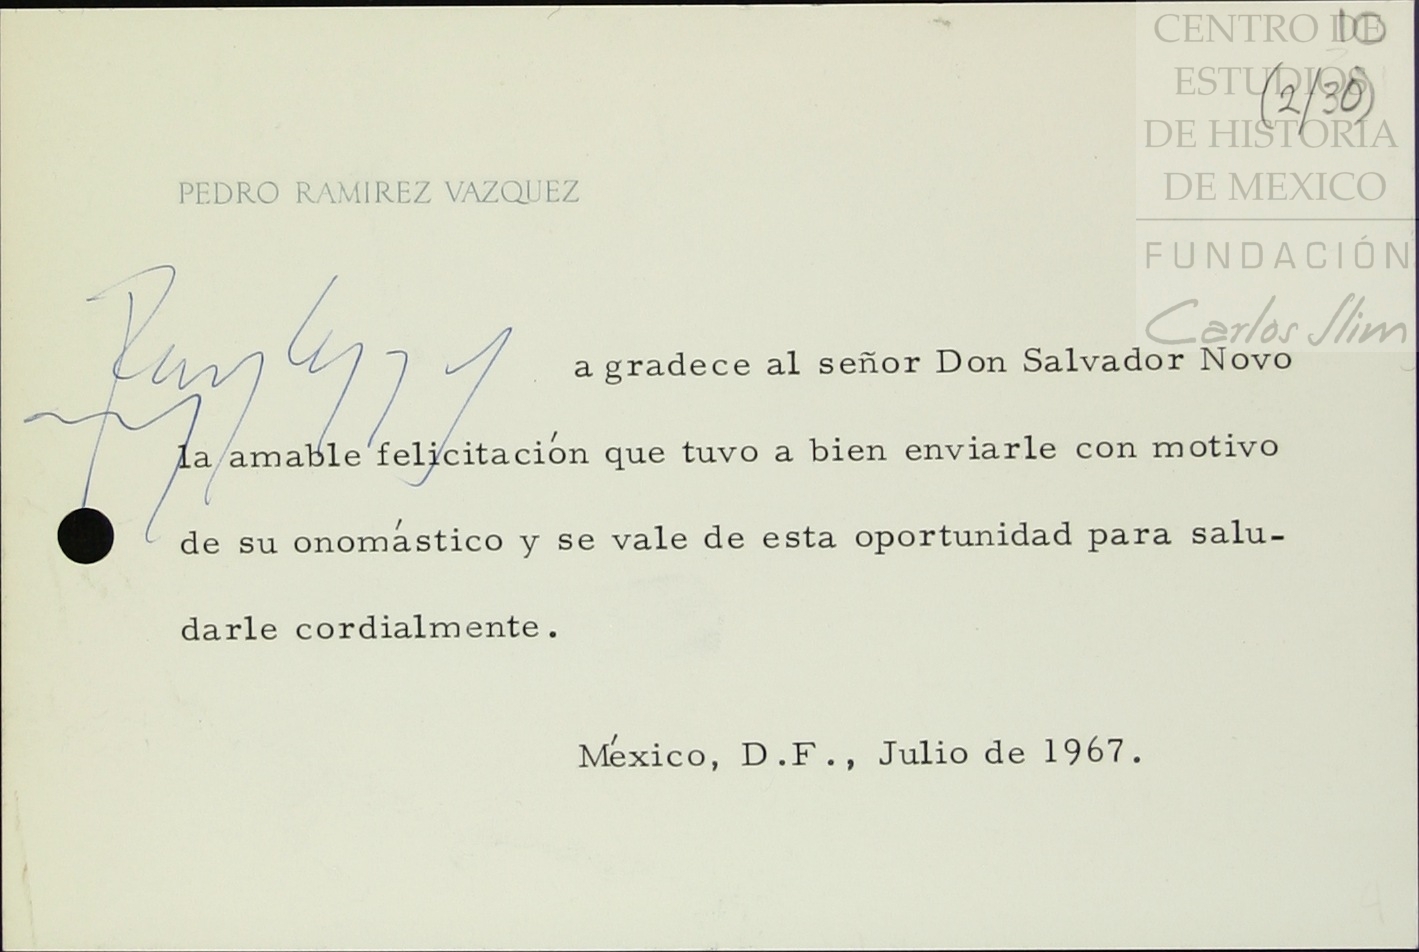 CENTRO DE
ESTUDIOS
DE HISTORIA
DE MEXICO
FUNDACIÓN
Carlos Slim
10
(2/30)
PEDRO RAMIREZ VAZQUEZ
agradece al señor Don Salvador Novo
la amable felicitación que tuvo a bien enviarle con motivo
de su onomástico y se vale de esta oportunidad para salu-
darle cordialmente.
México, D.F., Julio de 1967.